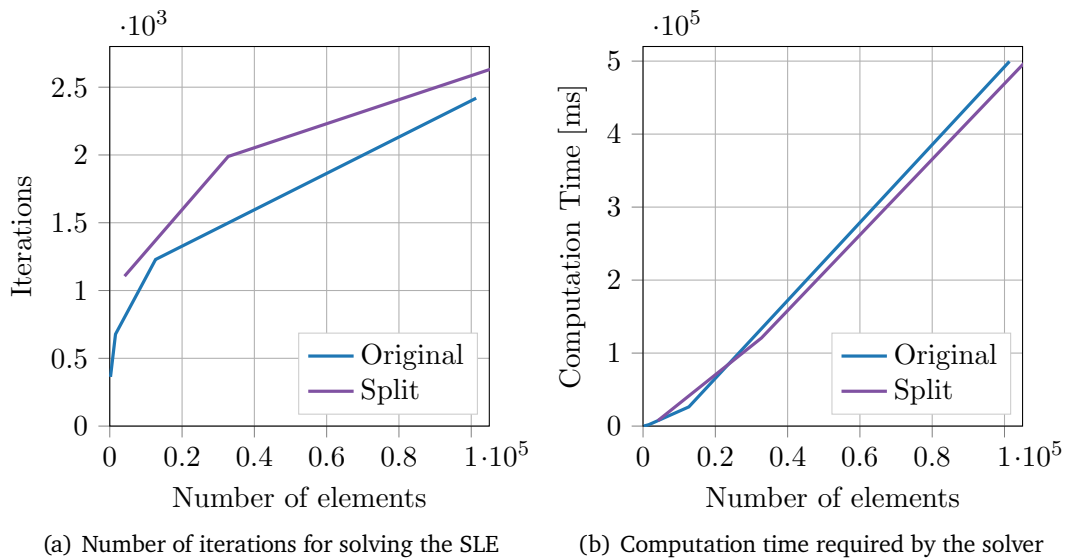 ·10³
2.5
2
1.5
1
0.5
0
Iterations
Original
Split
0 0.2 0.4 0.6 0.8 1 ·10⁵
Number of elements
(a) Number of iterations for solving the SLE
·10⁵
5
4
3
2
1
0
Computation Time [ms]
Original
Split
0 0.2 0.4 0.6 0.8 1 ·10⁵
Number of elements
(b) Computation time required by the solver